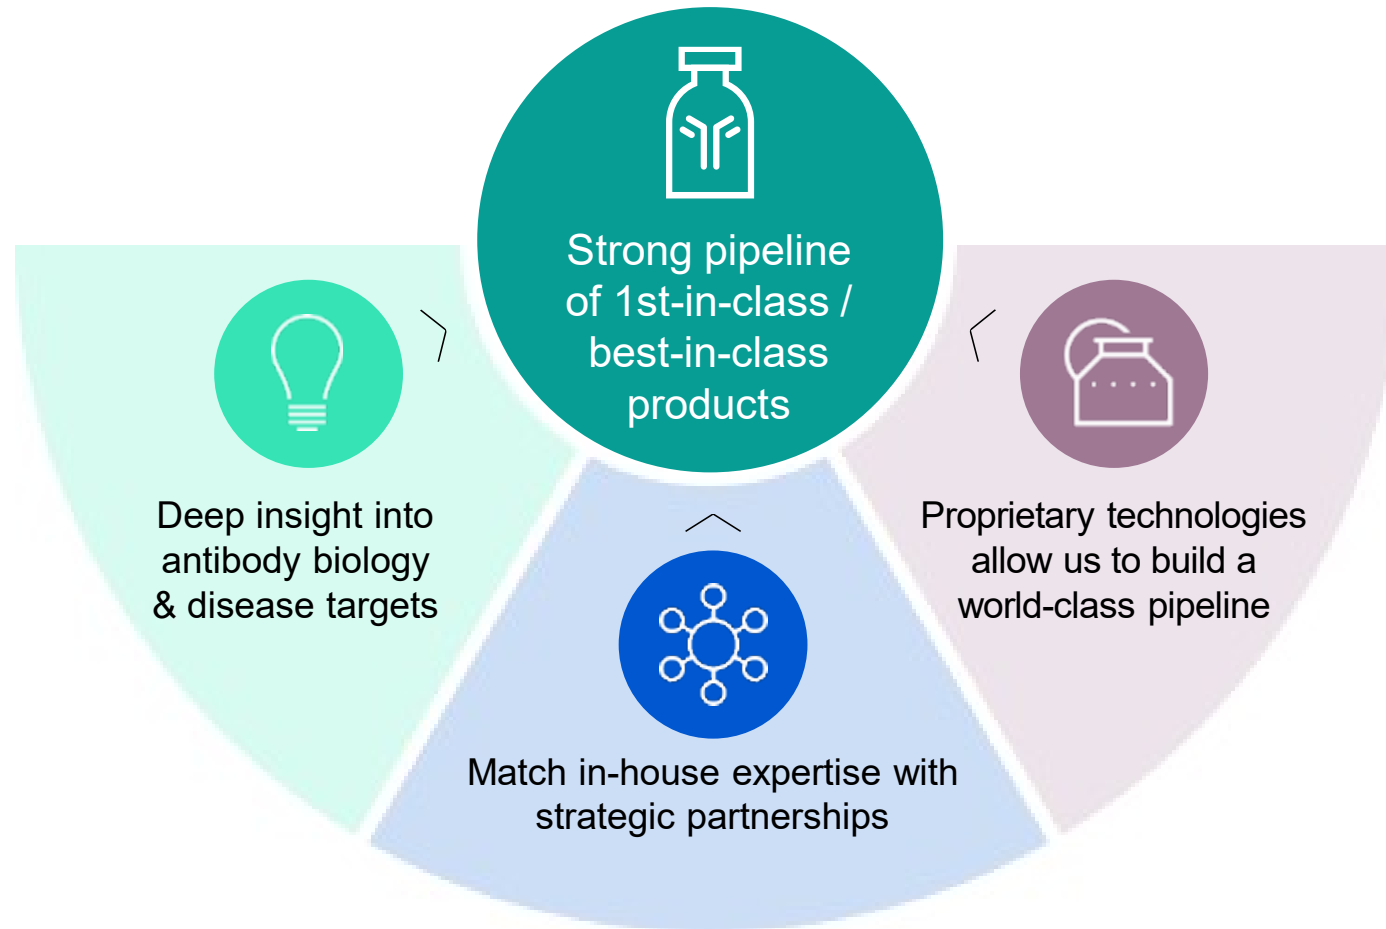 Strong pipeline
of 1st-in-class /
best-in-class
products
Deep insight into
antibody biology
& disease targets
Match in-house expertise with
strategic partnerships
Proprietary technologies
allow us to build a
world-class pipeline